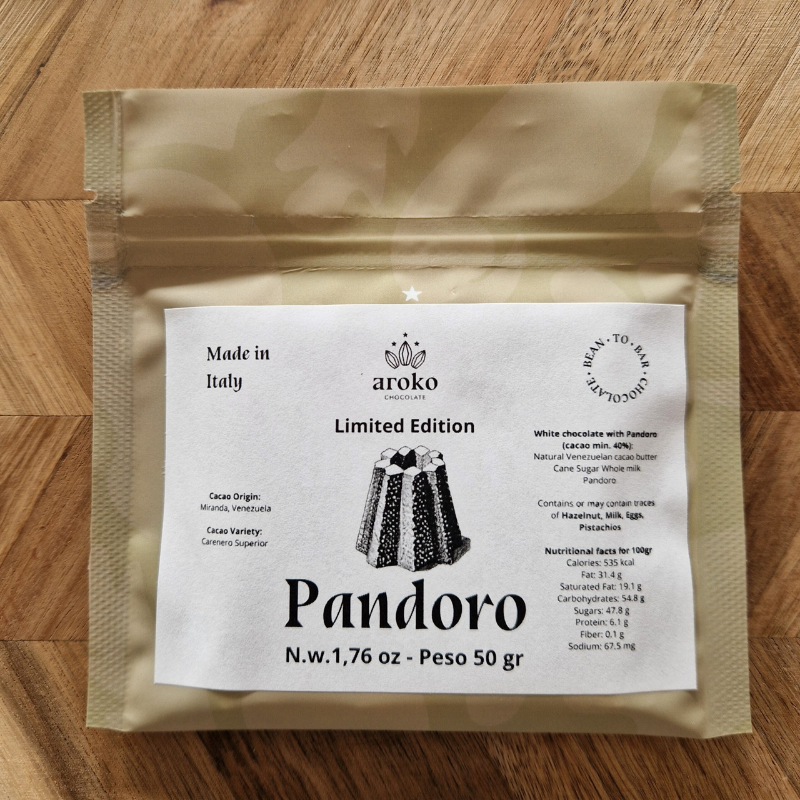 Made in
Italy
aroko
CHOCOLATE
BEAN · TO · BAR · CHOCOLATE ·
Limited Edition
White chocolate with Pandoro
(cacao min. 40%):
Natural Venezuelan cacao butter
Cane Sugar Whole milk
Pandoro
Contains or may contain traces
of Hazelnut, Milk, Eggs,
Pistachios
Cacao Origin:
Miranda, Venezuela
Cacao Variety:
Carenero Superior
Nutritional facts for 100gr
Calories: 535 kcal
Fat: 31.4 g
Saturated Fat: 19.1 g
Carbohydrates: 54.8 g
Sugars: 47.8 g
Protein: 6.1 g
Fiber: 0.1 g
Sodium: 67.5 mg
Pandoro
N.w.1,76 oz - Peso 50 gr